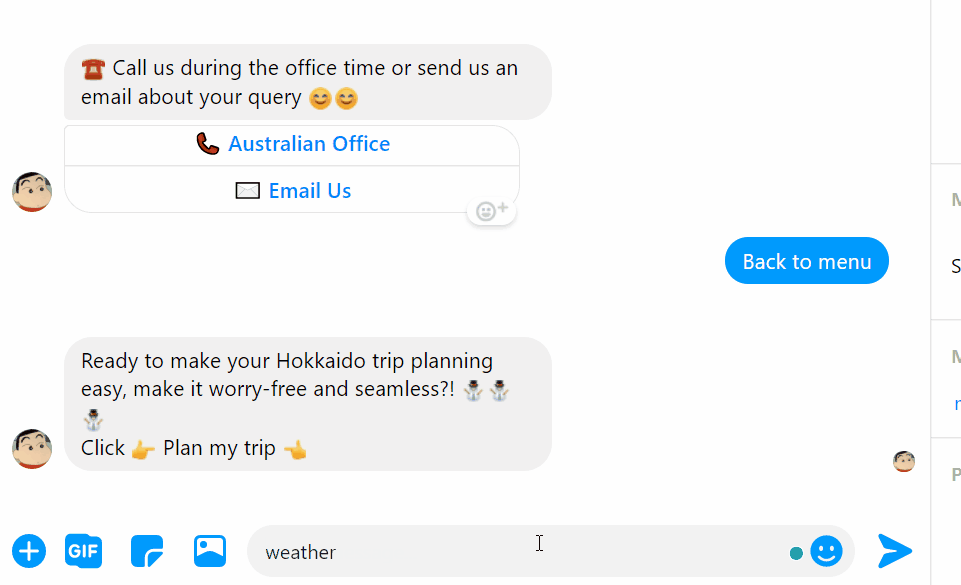 ☎️ Call us during the office time or send us an
email about your query 😊😊
📞 Australian Office
✉️ Email Us
Back to menu
Ready to make your Hokkaido trip planning
easy, make it worry-free and seamless?! ⛄⛄
⛄
Click 👉 Plan my trip 👈
GIF
weather